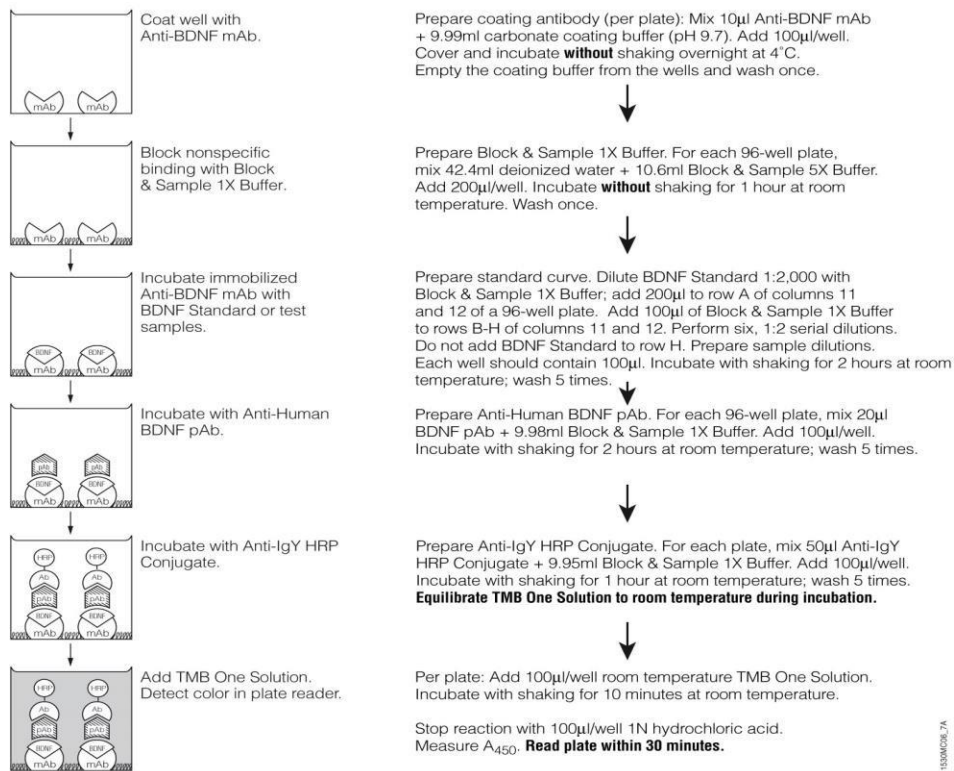 Coat well with
Anti-BDNF mAb.
Prepare coating antibody (per plate): Mix 10µl Anti-BDNF mAb
+ 9.99ml carbonate coating buffer (pH 9.7). Add 100µl/well.
Cover and incubate without shaking overnight at 4˚C.
Empty the coating buffer from the wells and wash once.
mAb mAb
Block nonspecific
binding with Block
& Sample 1X Buffer.
Prepare Block & Sample 1X Buffer. For each 96-well plate,
mix 42.4ml deionized water + 10.6ml Block & Sample 5X Buffer.
Add 200µl/well. Incubate without shaking for 1 hour at room
temperature. Wash once.
mAb mAb
Incubate immobilized
Anti-BDNF mAb with
BDNF Standard or test
samples.
Prepare standard curve. Dilute BDNF Standard 1:2,000 with
Block & Sample 1X Buffer; add 200µl to row A of columns 11
and 12 of a 96-well plate. Add 100µl of Block & Sample 1X Buffer
to rows B-H of columns 11 and 12. Perform six, 1:2 serial dilutions.
Do not add BDNF Standard to row H. Prepare sample dilutions.
Each well should contain 100µl. Incubate with shaking for 2 hours at room
temperature; wash 5 times.
BDNF BDNF
mAb mAb
Incubate with Anti-Human
BDNF pAb.
Prepare Anti-Human BDNF pAb. For each 96-well plate, mix 20µl
BDNF pAb + 9.98ml Block & Sample 1X Buffer. Add 100µl/well.
Incubate with shaking for 2 hours at room temperature; wash 5 times.
pAb pAb
BDNF BDNF
mAb mAb
Incubate with Anti-IgY HRP
Conjugate.
Prepare Anti-IgY HRP Conjugate. For each plate, mix 50µl Anti-IgY
HRP Conjugate + 9.95ml Block & Sample 1X Buffer. Add 100µl/well.
Incubate with shaking for 1 hour at room temperature; wash 5 times.
Equilibrate TMB One Solution to room temperature during incubation.
HRP HRP
Ab Ab
pAb pAb
BDNF BDNF
mAb mAb
Add TMB One Solution.
Detect color in plate reader.
Per plate: Add 100µl/well room temperature TMB One Solution.
Incubate with shaking for 10 minutes at room temperature.
Stop reaction with 100µl/well 1N hydrochloric acid.
Measure A450. Read plate within 30 minutes.
HRP HRP
Ab Ab
pAb pAb
BDNF BDNF
mAb mAb
1530MC06_7A